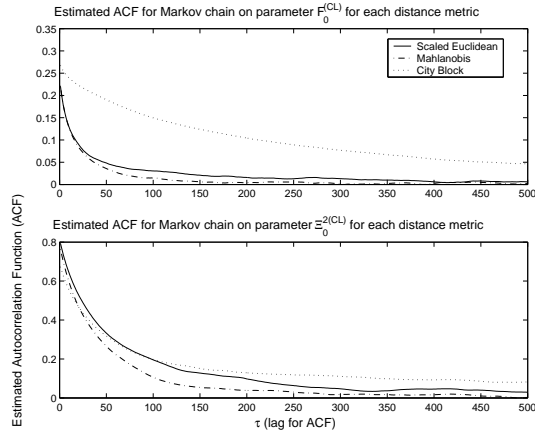 Estimated ACF for Markov chain on parameter F₀^(CL) for each distance metric
0.35
0.3
0.25
0.2
0.15
0.1
0.05
0
Scaled Euclidean
Mahlanobis
City Block
0 50 100 150 200 250 300 350 400 450 500
Estimated Autocorrelation Function (ACF)
Estimated ACF for Markov chain on parameter Ξ₀^2(CL) for each distance metric
0.8
0.6
0.4
0.2
0
0 50 100 150 200 250 300 350 400 450 500
τ (lag for ACF)